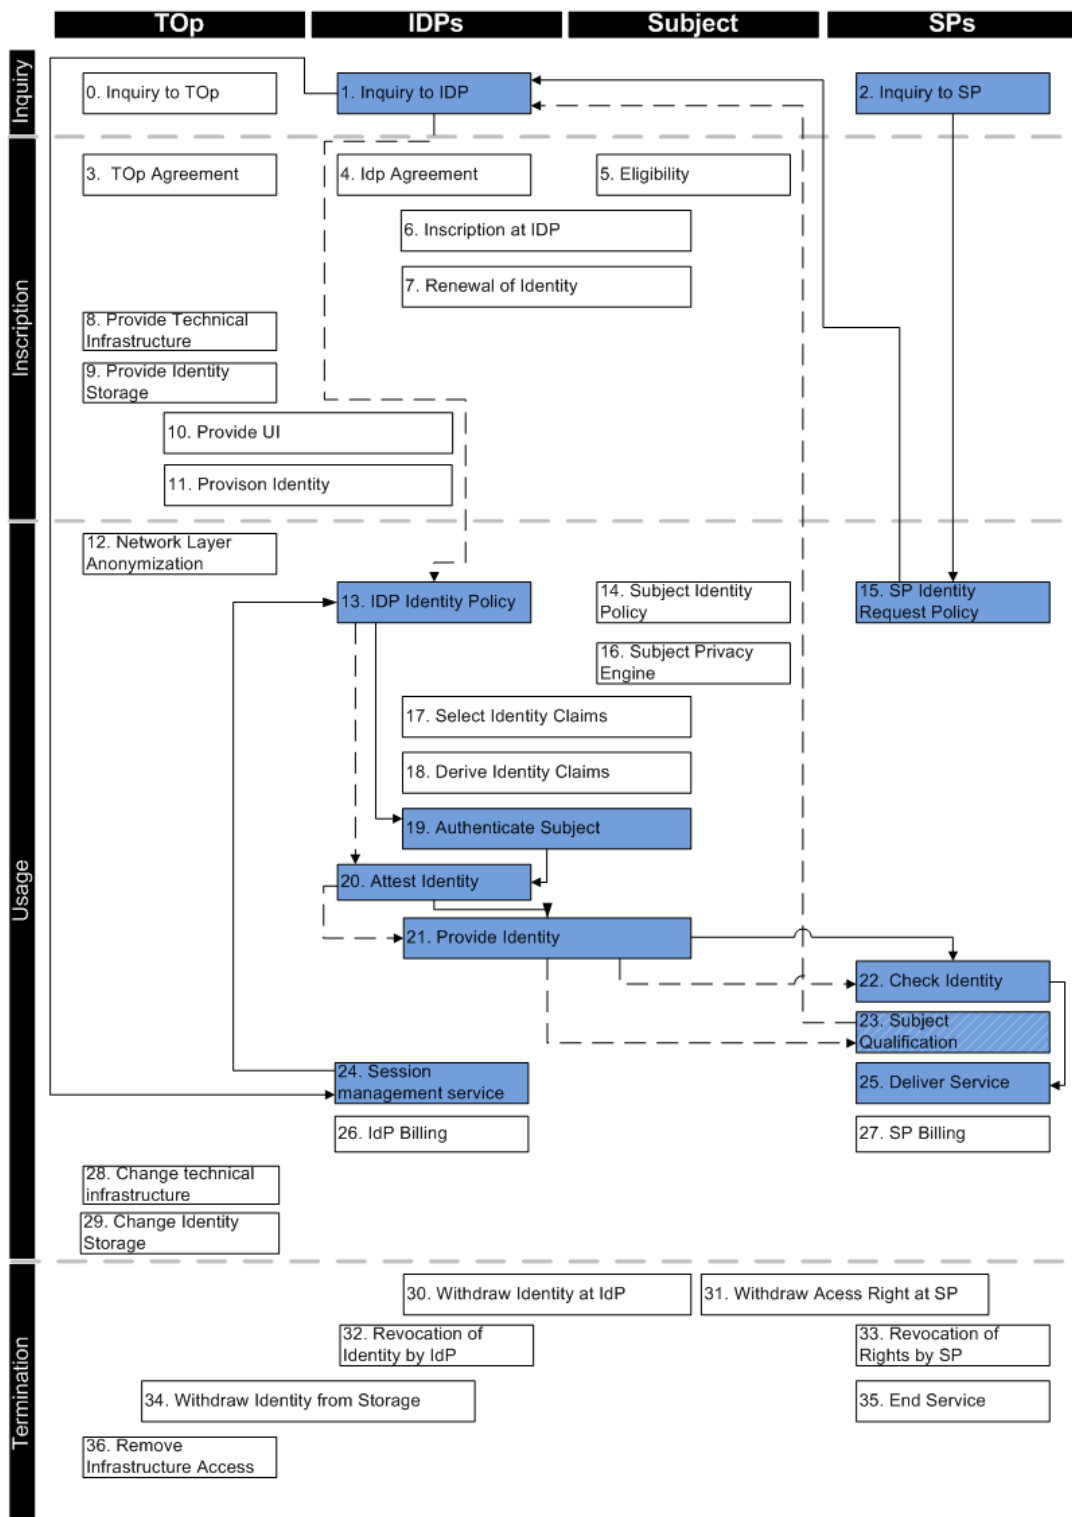 TOp
IDPs
Subject
SPs
Inquiry
0. Inquiry to TOp
1. Inquiry to IDP
2. Inquiry to SP
Inscription
3. TOp Agreement
4. Idp Agreement
5. Eligibility
6. Inscription at IDP
7. Renewal of Identity
8. Provide Technical
Infrastructure
9. Provide Identity
Storage
10. Provide UI
11. Provison Identity
Usage
12. Network Layer
Anonymization
13. IDP Identity Policy
14. Subject Identity
Policy
15. SP Identity
Request Policy
16. Subject Privacy
Engine
17. Select Identity Claims
18. Derive Identity Claims
19. Authenticate Subject
20. Attest Identity
21. Provide Identity
22. Check Identity
23. Subject
Qualification
24. Session
management service
25. Deliver Service
26. IdP Billing
27. SP Billing
28. Change technical
infrastructure
29. Change Identity
Storage
Termination
30. Withdraw Identity at IdP
31. Withdraw Acess Right at SP
32. Revocation of
Identity by IdP
33. Revocation of
Rights by SP
34. Withdraw Identity from Storage
35. End Service
36. Remove
Infrastructure Access